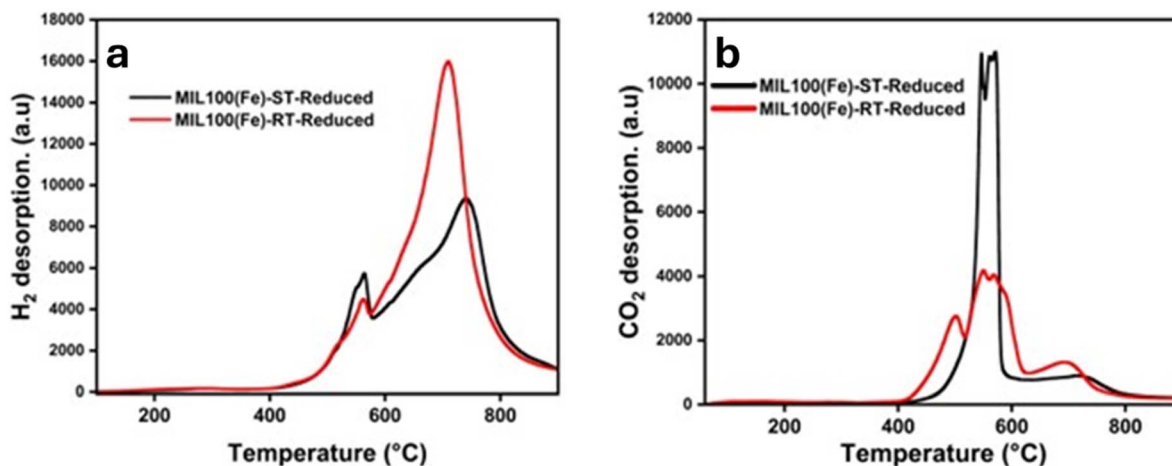 a
18000
16000
14000
12000
10000
8000
6000
4000
2000
0
200 400 600 800
H₂ desorption. (a.u)
Temperature (°C)
MIL100(Fe)-ST-Reduced
MIL100(Fe)-RT-Reduced
b
12000
10000
8000
6000
4000
2000
0
200 400 600 800
CO₂ desorption. (a.u)
Temperature (°C)
MIL100(Fe)-ST-Reduced
MIL100(Fe)-RT-Reduced